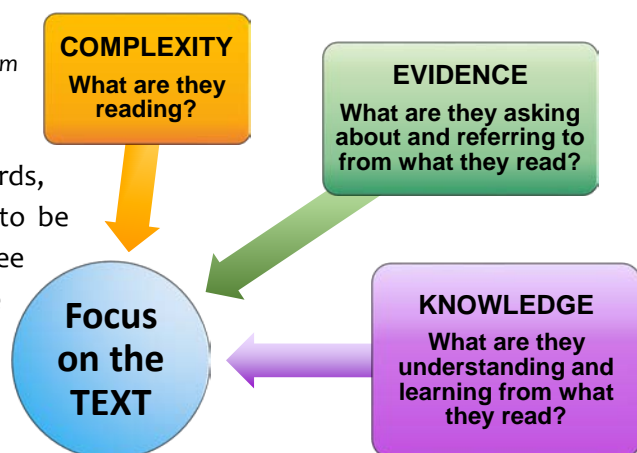 m
rds,
to be
ee
COMPLEXITY
What are they
reading?
EVIDENCE
What are they asking
about and referring to
from what they read?
Focus
on the
TEXT
KNOWLEDGE
What are they
understanding and
learning from what
they read?